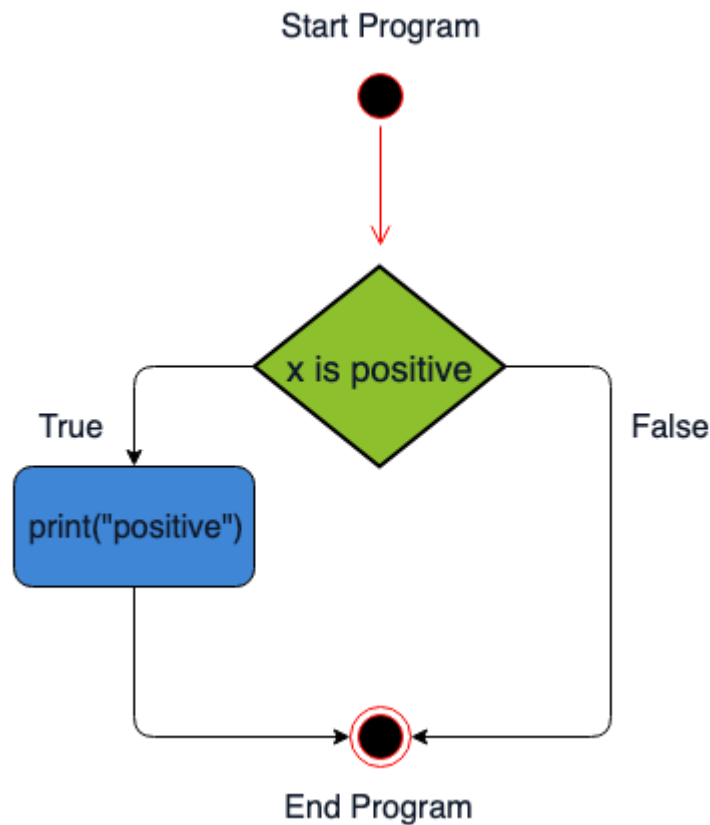 Start Program
x is positive
True
False
print("positive")
End Program